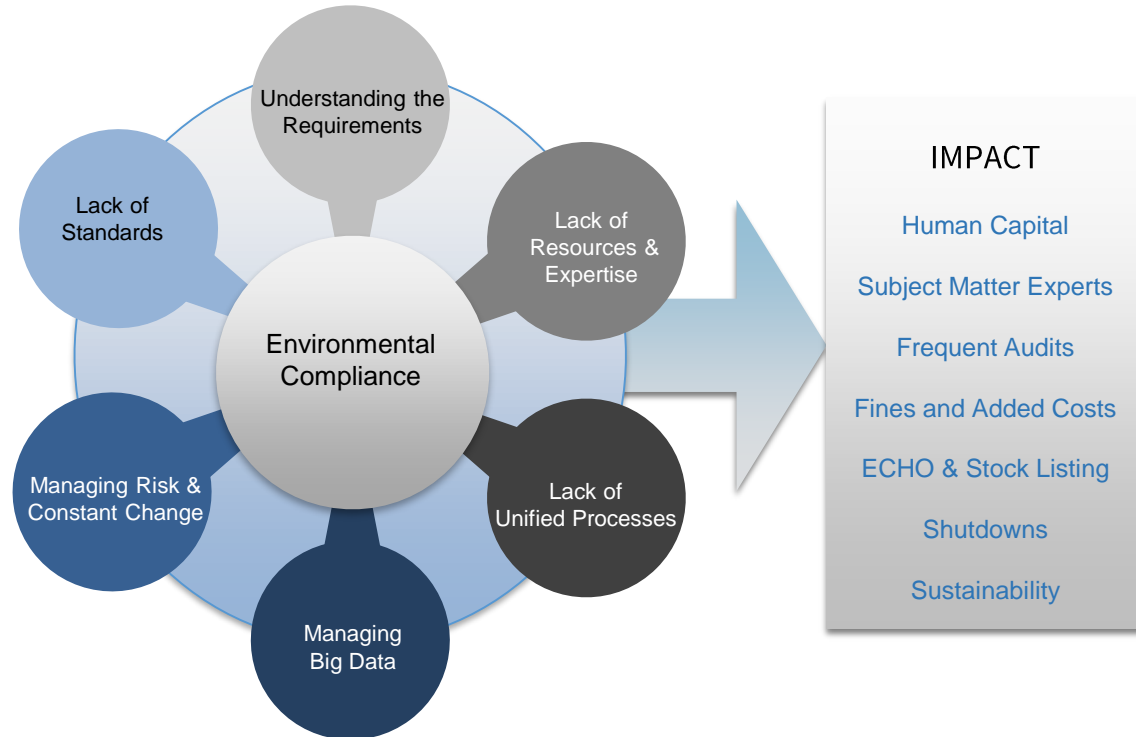 Understanding the
Requirements
Lack of
Resources &
Expertise
Lack of
Unified Processes
Managing
Big Data
Managing Risk &
Constant Change
Lack of
Standards
Environmental
Compliance
IMPACT
Human Capital
Subject Matter Experts
Frequent Audits
Fines and Added Costs
ECHO & Stock Listing
Shutdowns
Sustainability